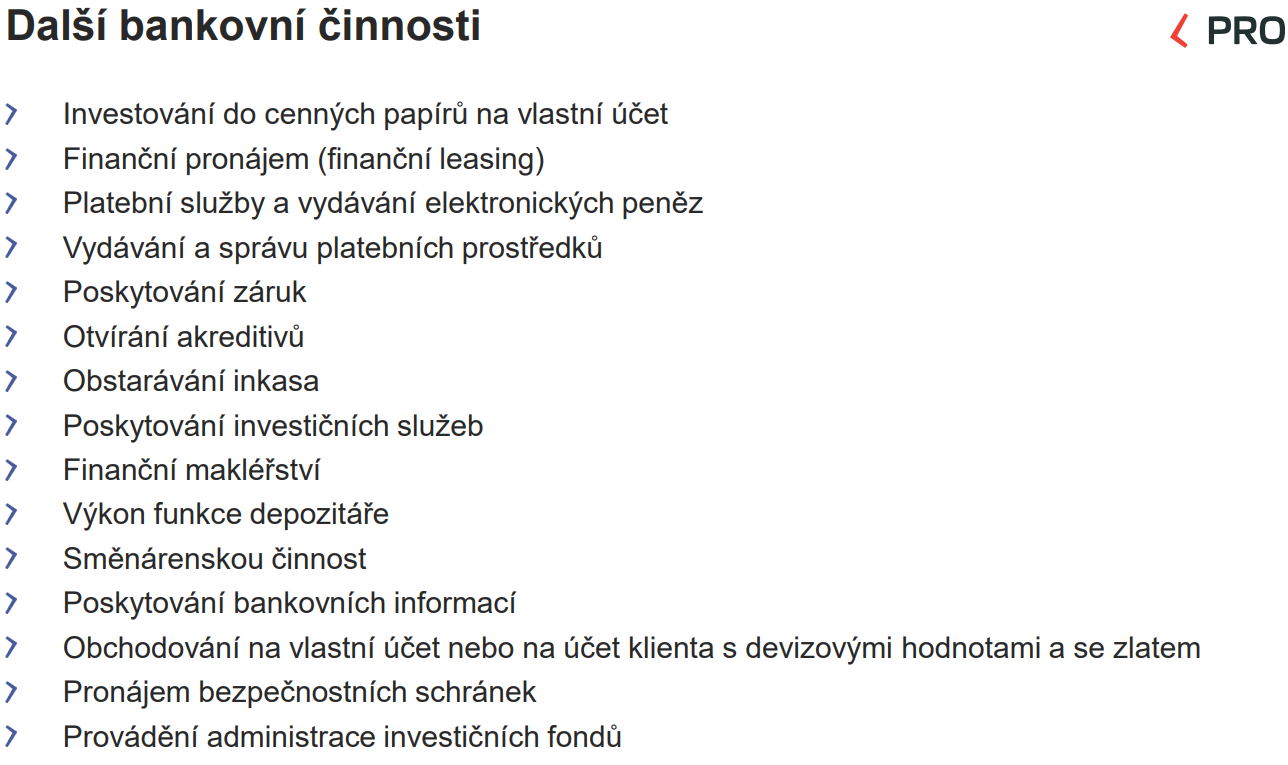 Další bankovní činnosti
PRO
Investování do cenných papírů na vlastní účet
Finanční pronájem (finanční leasing)
Platební služby a vydávání elektronických peněz
Vydávání a správu platebních prostředků
Poskytování záruk
Otvírání akreditivů
Obstarávání inkasa
Poskytování investičních služeb
Finanční makléřství
Výkon funkce depozitáře
Směnárenskou činnost
Poskytování bankovních informací
Obchodování na vlastní účet nebo na účet klienta s devizovými hodnotami a se zlatem
Pronájem bezpečnostních schránek
Provádění administrace investičních fondů